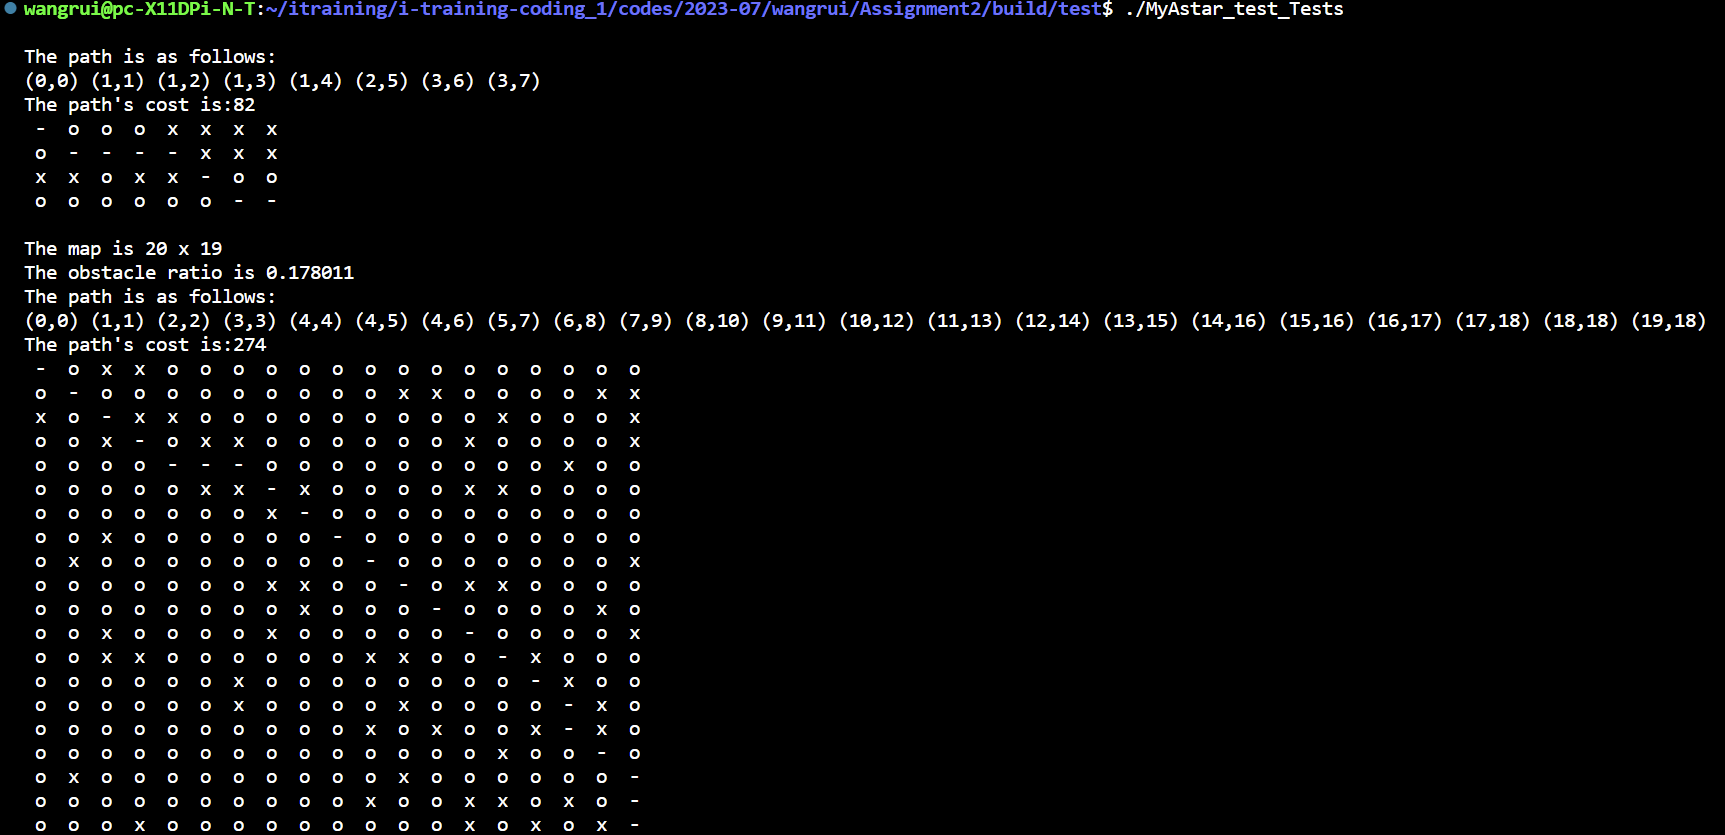 wangrui@pc-X11DPi-N-T:~/itraining/i-training-coding_1/codes/2023-07/wangrui/Assignment2/build/test$ ./MyAstar_test_Tests
The path is as follows:
(0,0) (1,1) (1,2) (1,3) (1,4) (2,5) (3,6) (3,7)
The path's cost is:82
- o o o x x x x
o - - - - x x x
x x o x x - o o
o o o o o o - -
The map is 20 x 19
The obstacle ratio is 0.178011
The path is as follows:
(0,0) (1,1) (2,2) (3,3) (4,4) (4,5) (4,6) (5,7) (6,8) (7,9) (8,10) (9,11) (10,12) (11,13) (12,14) (13,15) (14,16) (15,16) (16,17) (17,18) (18,18) (19,18)
The path's cost is:274
- o x x o o o o o o o o o o o o o o o
o - o o o o o o o o o x x o o o o x x
x o - x x o o o o o o o o o x o o o x
o o x - o x x o o o o o o x o o o o x
o o o o - - - o o o o o o o o o x o o
o o o o o x x - x o o o o x x o o o o
o o o o o o o x - o o o o o o o o o o
o o x o o o o o o - o o o o o o o o o
o x o o o o o o o o - o o o o o o o x
o o o o o o o x x o o - o x x o o o o
o o o o o o o o x o o o - o o o o x o
o o x o o o o x o o o o o - o o o o x
o o x x o o o o o o x x o o - x o o o
o o o o o o x o o o o o o o o - x o o
o o o o o o x o o o o x o o o o - x o
o o o o o o o o o o x o x o o x - x o
o o o o o o o o o o o o o o x o o - o
o x o o o o o o o o o x o o o o o o -
o o o o o o o o o o x o o x x o x o -
o o o x o o o o o o o o o x o x o x -